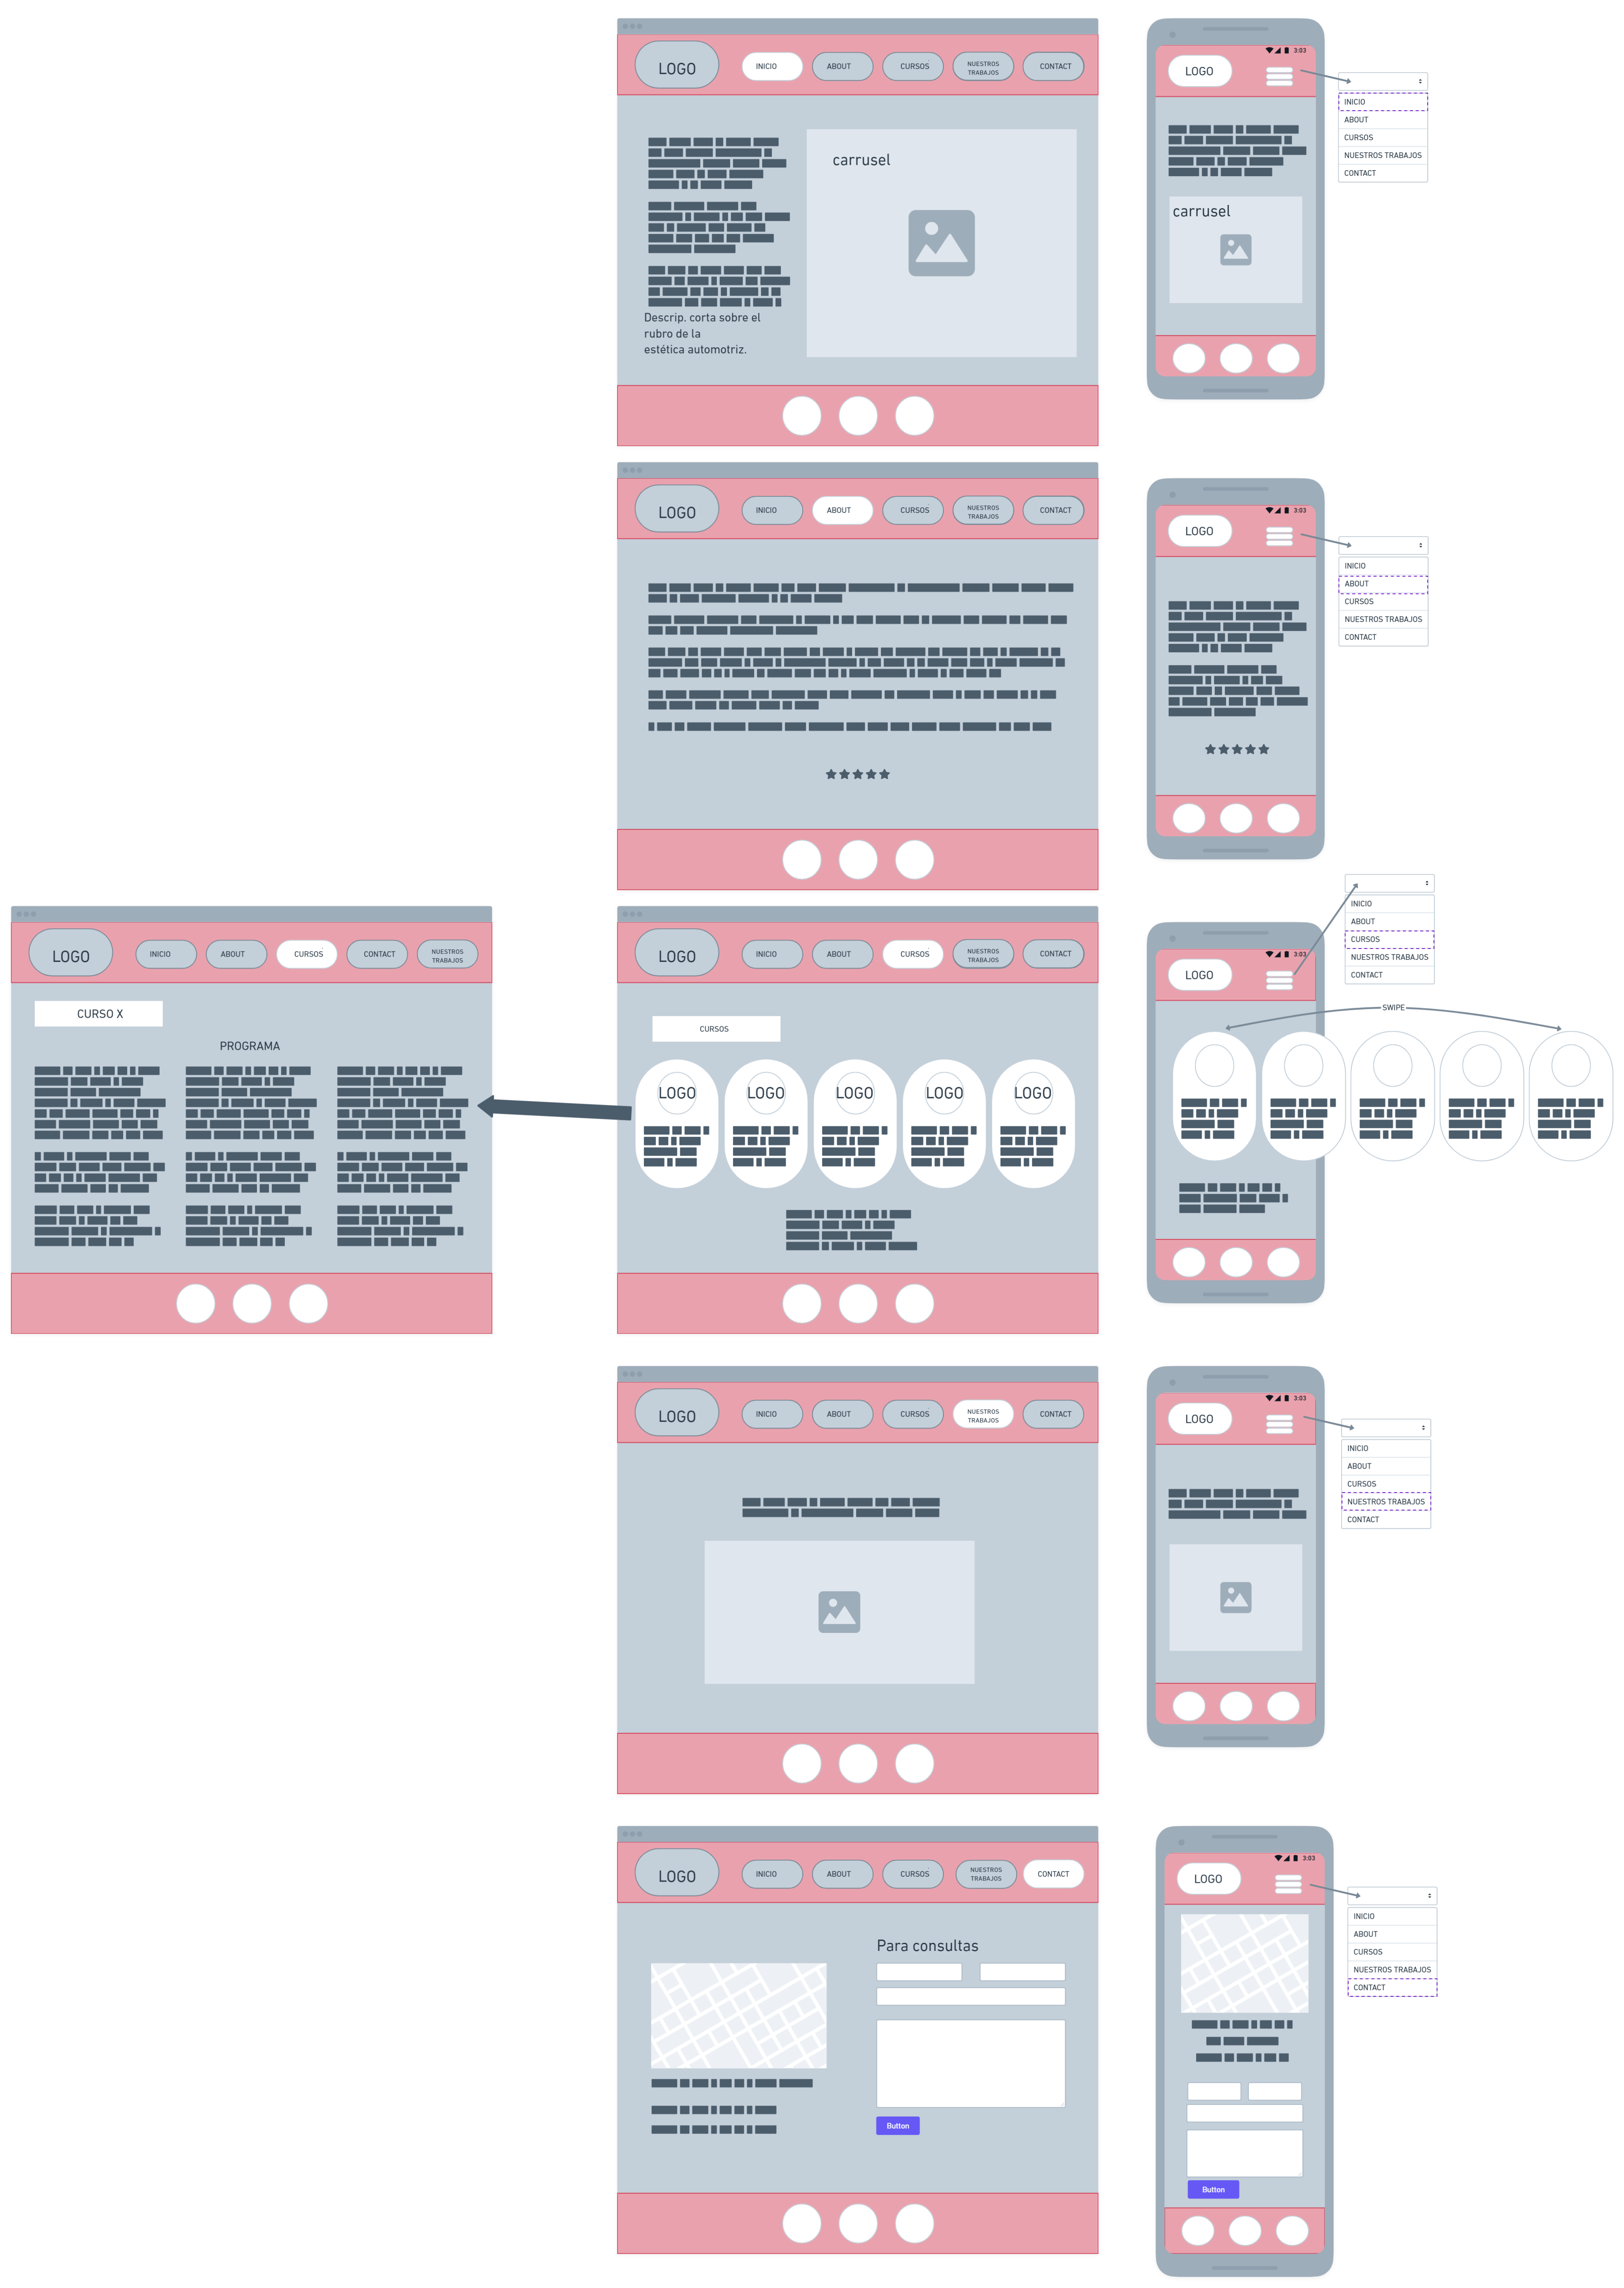 LOGO
INICIO
ABOUT
CURSOS
NUESTROS
TRABAJOS
CONTACT
carrusel
Descrip. corta sobre el
rubro de la
estética automotriz.
3:03
LOGO
carrusel
INICIO
ABOUT
CURSOS
NUESTROS TRABAJOS
CONTACT
LOGO
INICIO
ABOUT
CURSOS
NUESTROS
TRABAJOS
CONTACT
3:03
LOGO
INICIO
ABOUT
CURSOS
NUESTROS TRABAJOS
CONTACT
LOGO
INICIO
ABOUT
CURSOS
CONTACT
NUESTROS
TRABAJOS
CURSO X
PROGRAMA
LOGO
INICIO
ABOUT
CURSOS
NUESTROS
TRABAJOS
CONTACT
CURSOS
LOGO
LOGO
LOGO
LOGO
LOGO
3:03
LOGO
INICIO
ABOUT
CURSOS
NUESTROS TRABAJOS
CONTACT
SWIPE
LOGO
INICIO
ABOUT
CURSOS
NUESTROS
TRABAJOS
CONTACT
3:03
LOGO
INICIO
ABOUT
CURSOS
NUESTROS TRABAJOS
CONTACT
LOGO
INICIO
ABOUT
CURSOS
NUESTROS
TRABAJOS
CONTACT
Para consultas
Button
3:03
LOGO
Button
INICIO
ABOUT
CURSOS
NUESTROS TRABAJOS
CONTACT